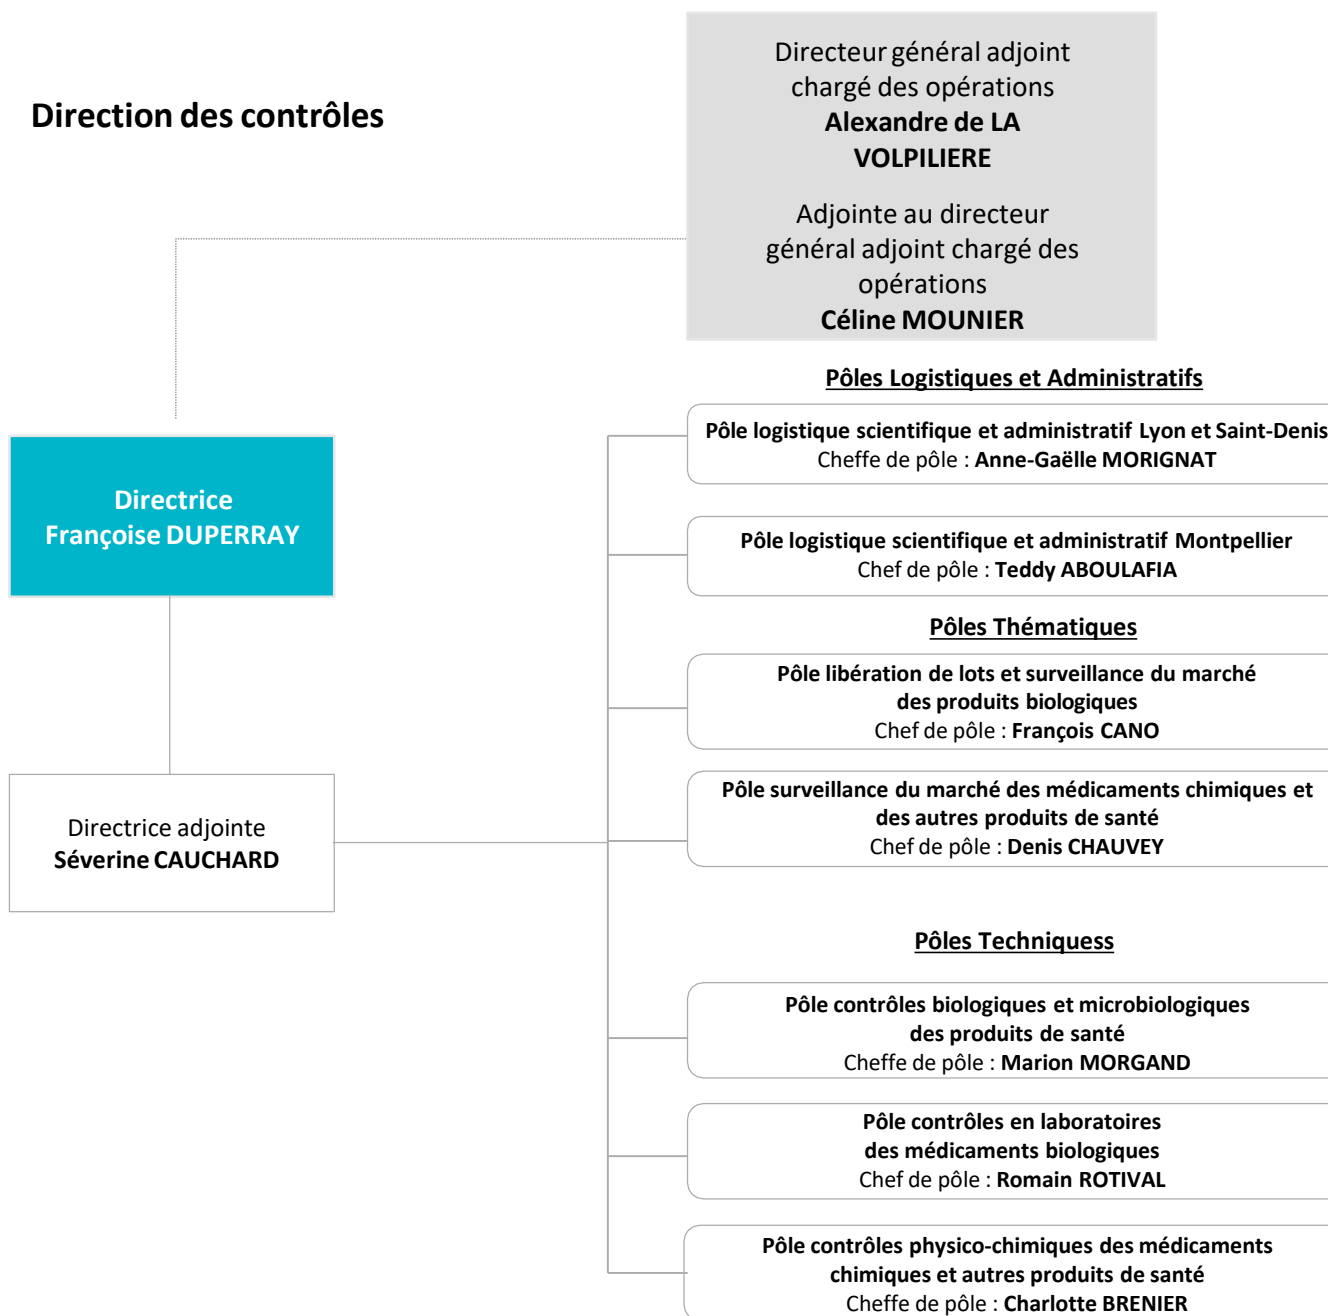 Direction des contrôles
Directeur général adjoint
chargé des opérations
Alexandre de LA
VOLPILIERE
Adjointe au directeur
général adjoint chargé des
opérations
Céline MOUNIER
Directrice
Françoise DUPERRAY
Directrice adjointe
Séverine CAUCHARD
Pôles Logistiques et Administratifs
Pôle logistique scientifique et administratif Lyon et Saint-Denis
Cheffe de pôle : Anne-Gaëlle MORIGNAT
Pôle logistique scientifique et administratif Montpellier
Chef de pôle : Teddy ABOULAFIA
Pôles Thématiques
Pôle libération de lots et surveillance du marché
des produits biologiques
Chef de pôle : François CANO
Pôle surveillance du marché des médicaments chimiques et
des autres produits de santé
Chef de pôle : Denis CHAUVEY
Pôles Techniquess
Pôle contrôles biologiques et microbiologiques
des produits de santé
Cheffe de pôle : Marion MORGAND
Pôle contrôles en laboratoires
des médicaments biologiques
Chef de pôle : Romain ROTIVAL
Pôle contrôles physico-chimiques des médicaments
chimiques et autres produits de santé
Cheffe de pôle : Charlotte BRENIER